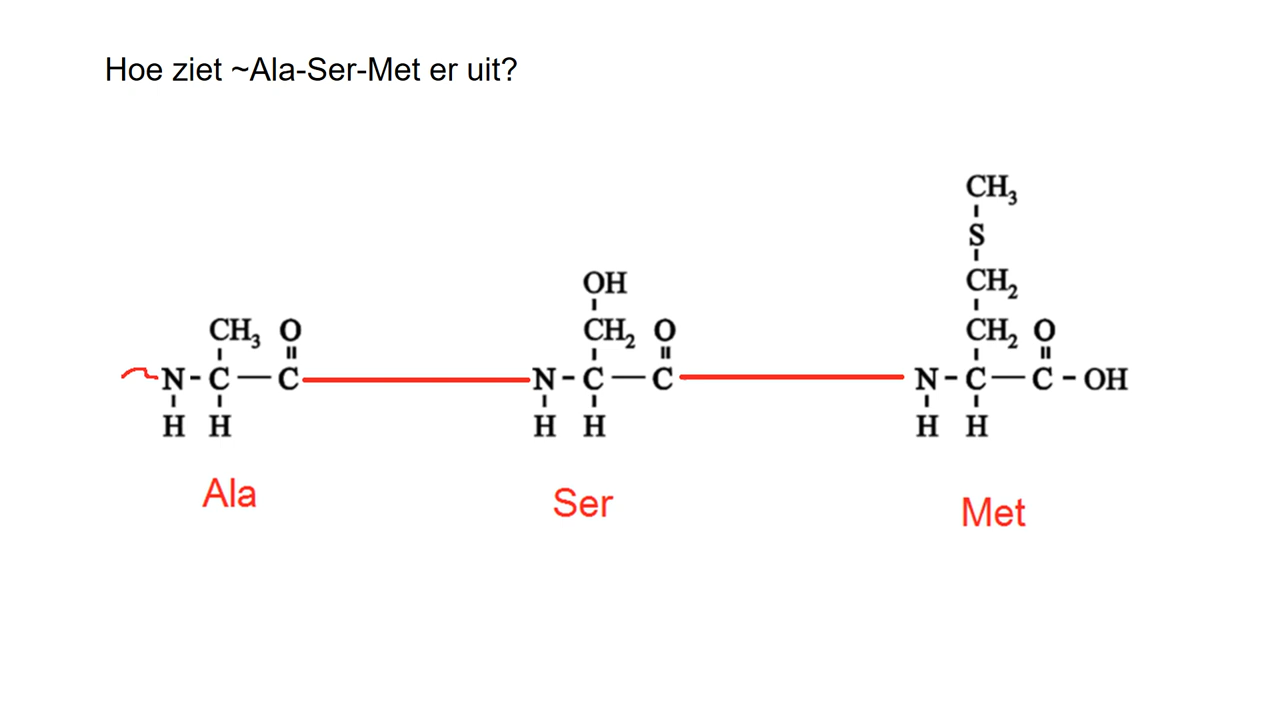 Hoe ziet ~Ala-Ser-Met er uit?
CH₃
S
OH CH₂
CH₃ O CH₂ O CH₂ O
~N-C—C—N-C—C—N-C—C-OH
H H H H H H
Ala Ser Met